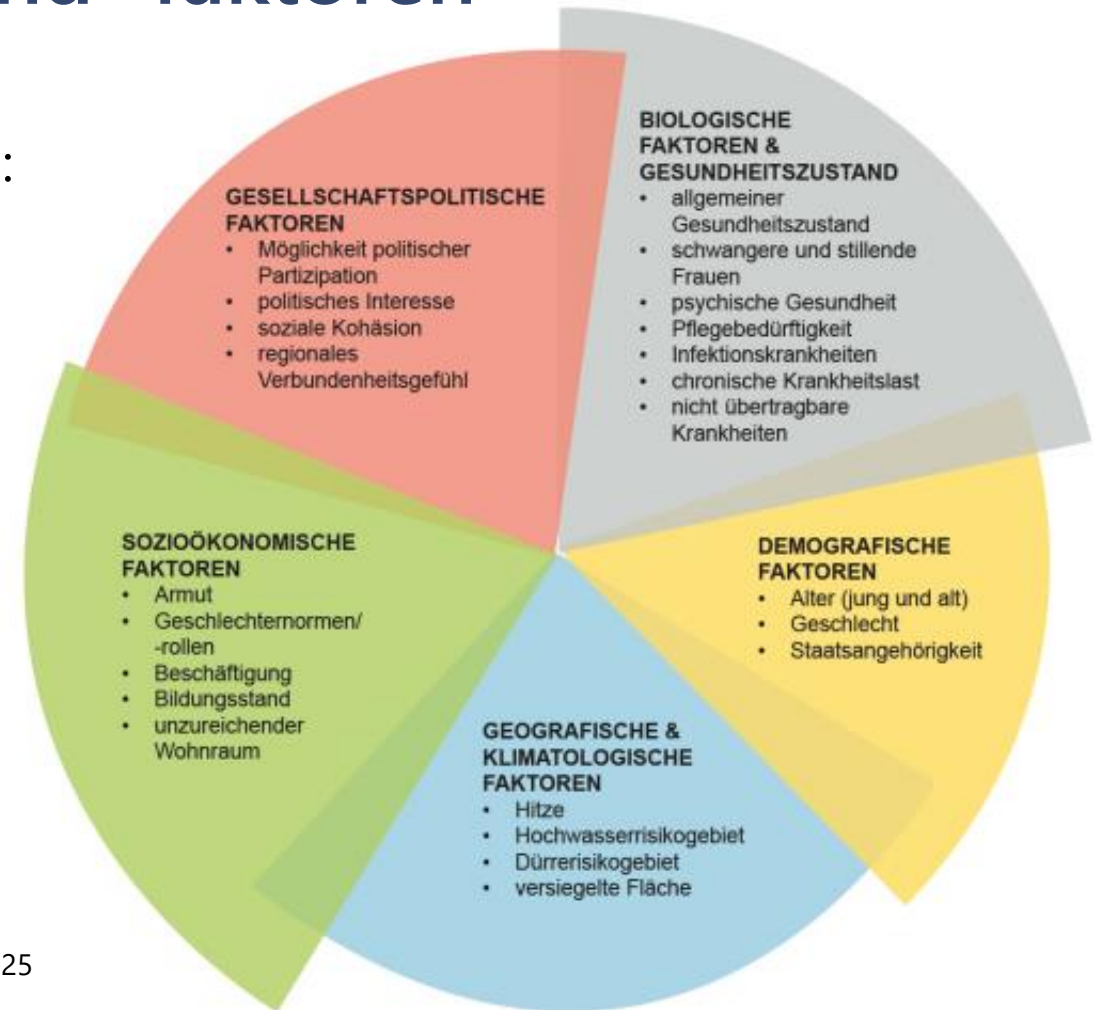 -faktoren
:
GESELLSCHAFTSPOLITISCHE
FAKTOREN
• Möglichkeit politischer
Partizipation
• politisches Interesse
• soziale Kohäsion
• regionales
Verbundenheitsgefühl
BIOLOGISCHE
FAKTOREN &
GESUNDHEITSZUSTAND
• allgemeiner
Gesundheitszustand
• schwangere und stillende
Frauen
• psychische Gesundheit
• Pflegebedürftigkeit
• Infektionskrankheiten
• chronische Krankheitslast
• nicht übertragbare
Krankheiten
SOZIOÖKONOMISCHE
FAKTOREN
• Armut
• Geschlechternormen/
-rollen
• Beschäftigung
• Bildungsstand
• unzureichender
Wohnraum
DEMOGRAFISCHE
FAKTOREN
• Alter (jung und alt)
• Geschlecht
• Staatsangehörigkeit
GEOGRAFISCHE &
KLIMATOLOGISCHE
FAKTOREN
• Hitze
• Hochwasserrisikogebiet
• Dürrerisikogebiet
• versiegelte Fläche
25